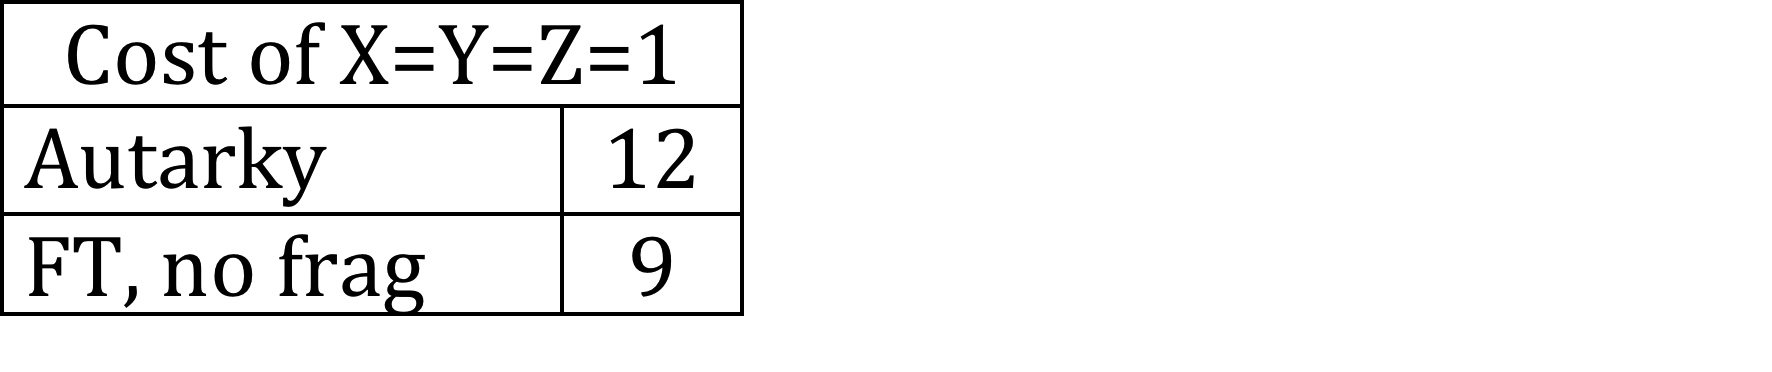 Cost of X=Y=Z=1
Autarky 12
FT, no frag 9